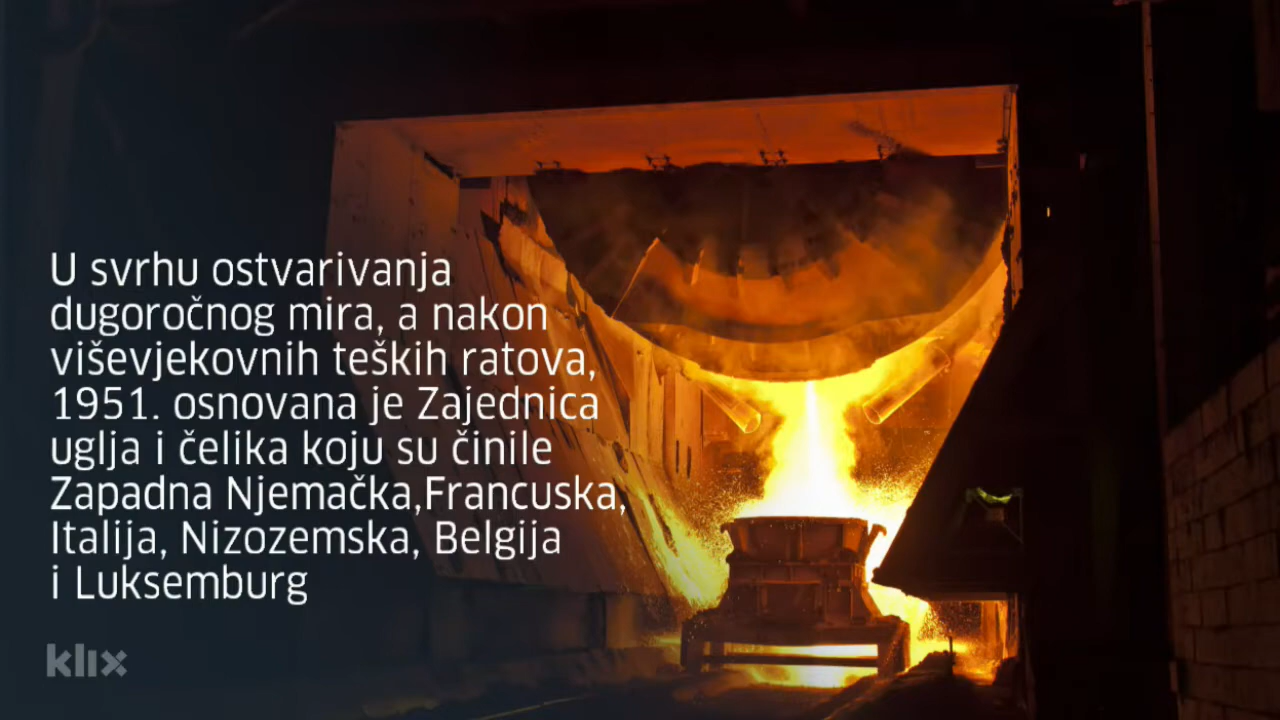 U svrhu ostvarivanja
dugoročnog mira, a nakon
viševjekovnih teških ratova,
1951. osnovana je Zajednica
uglja i čelika koju su činile
Zapadna Njemačka,Francuska,
Italija, Nizozemska, Belgija
i Luksemburg
klix